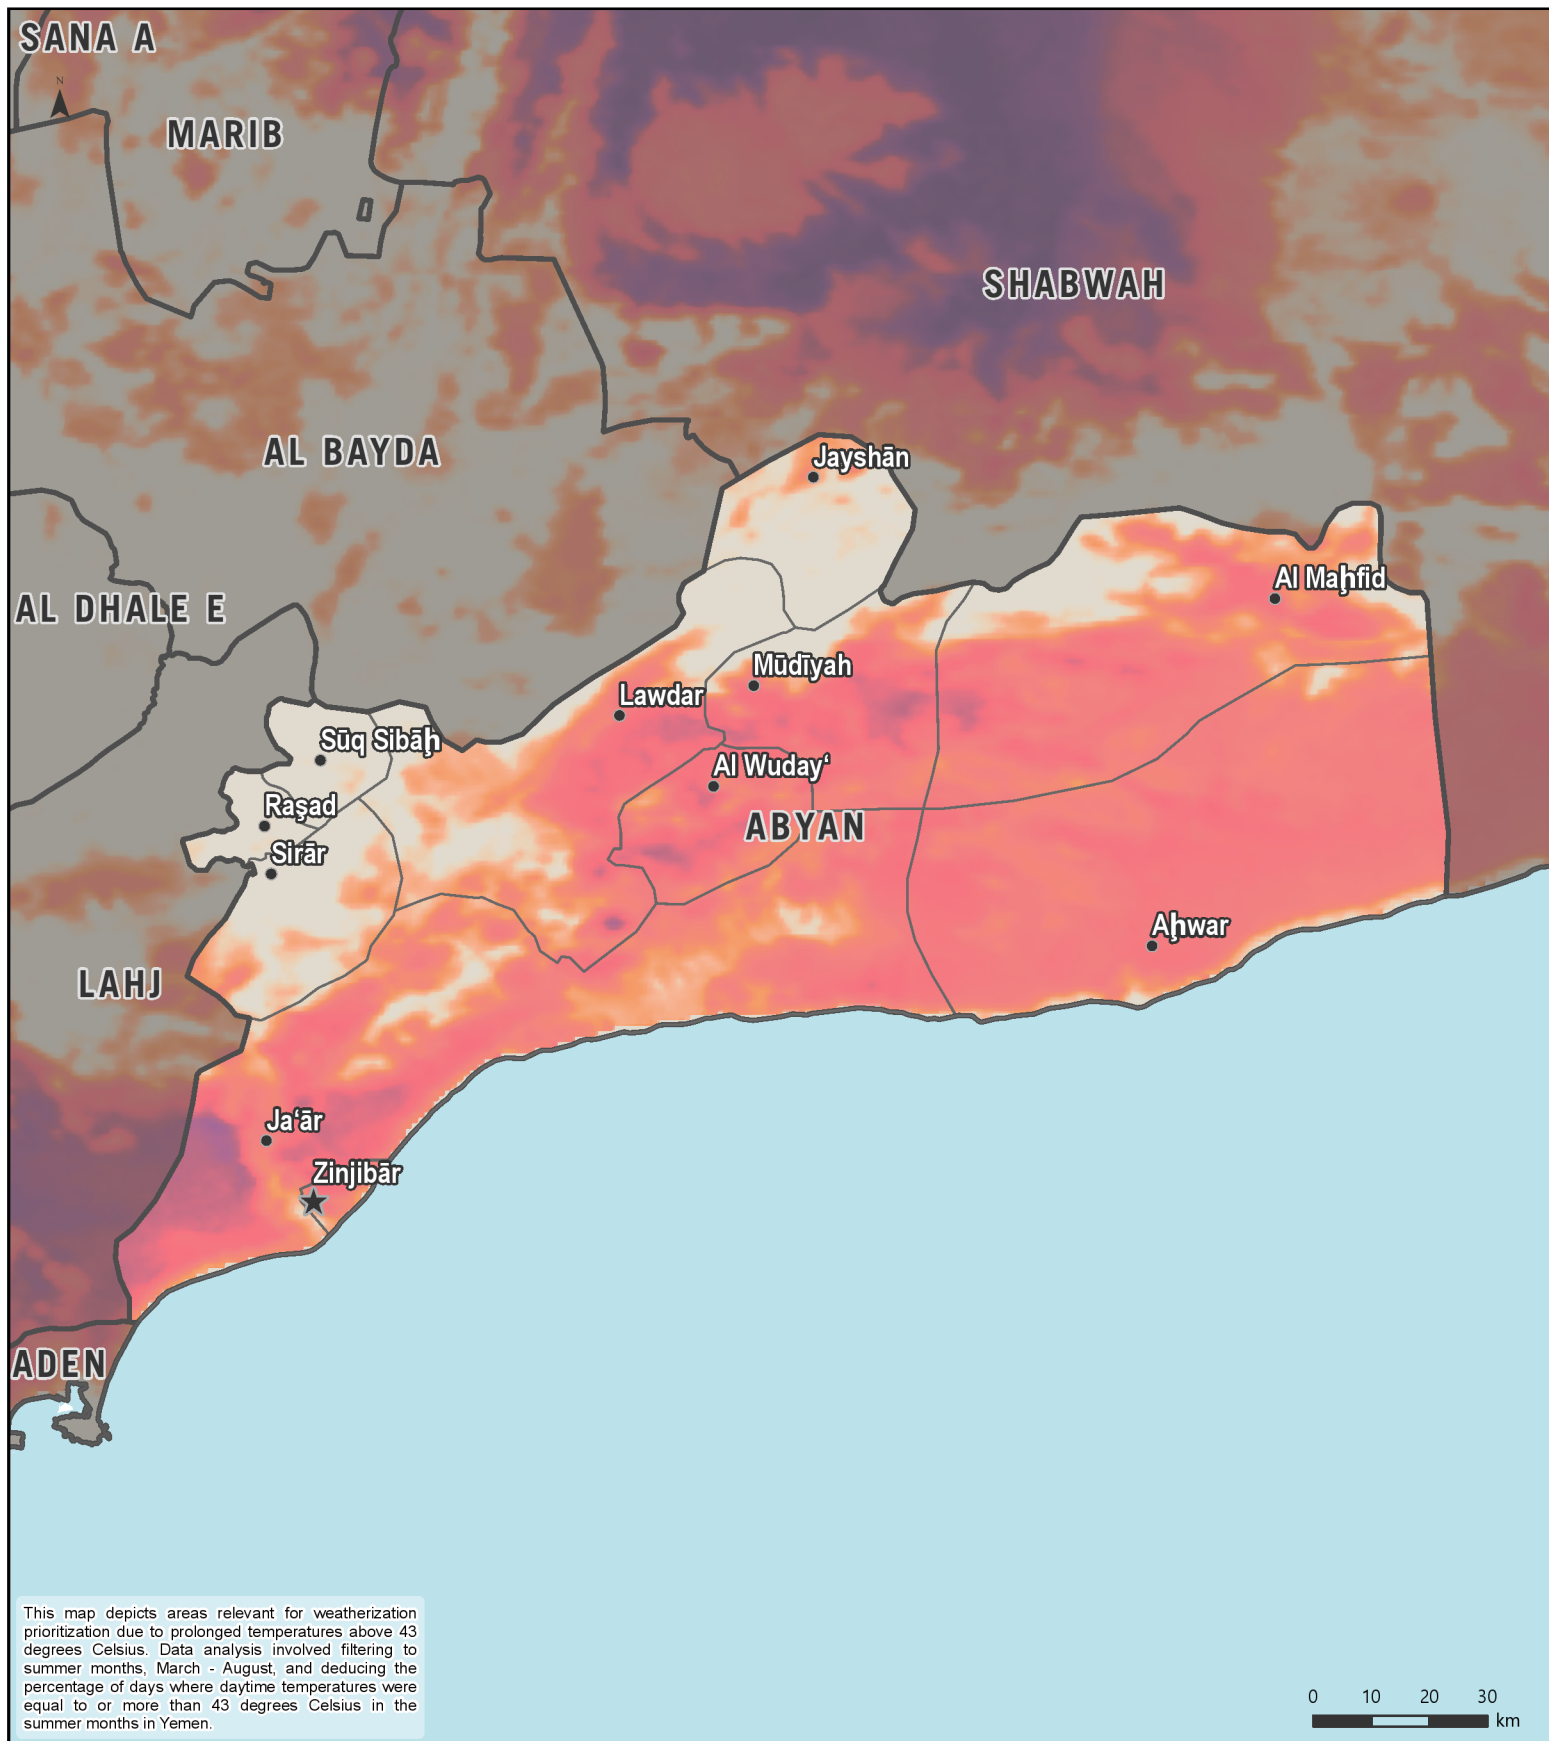 SANA A
N
MARIB
SHABWAH
AL BAYDA
Jayshān
Al Maḩfid
AL DHALE E
Mūdīyah
Lawdar
Sūq Sibāḩ
Al Wuday‘
Raşad
ABYAN
Sirār
Aḩwar
LAHJ
Ja‘ār
Zinjibār
ADEN
This map depicts areas relevant for weatherization
prioritization due to prolonged temperatures above 43
degrees Celsius. Data analysis involved filtering to
summer months, March - August, and deducing the
percentage of days where daytime temperatures were
equal to or more than 43 degrees Celsius in the
summer months in Yemen.
0 10 20 30
km